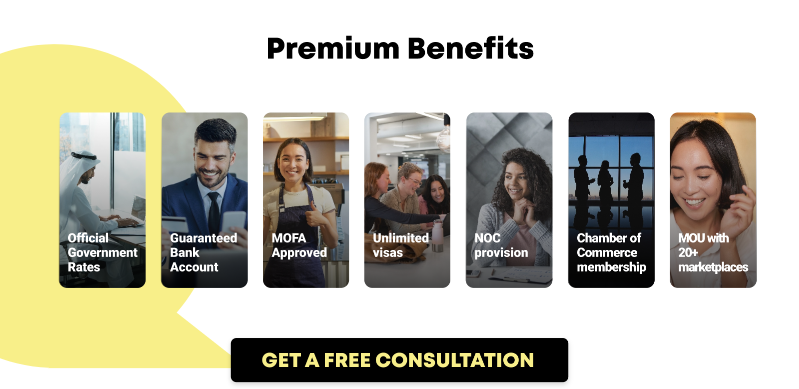 Premium Benefits
Official
Government
Rates
Guaranteed
Bank
Account
MOFA
Approved
Unlimited
visas
NOC
provision
Chamber of
Commerce
membership
MOU with
20+
marketplaces
GET A FREE CONSULTATION